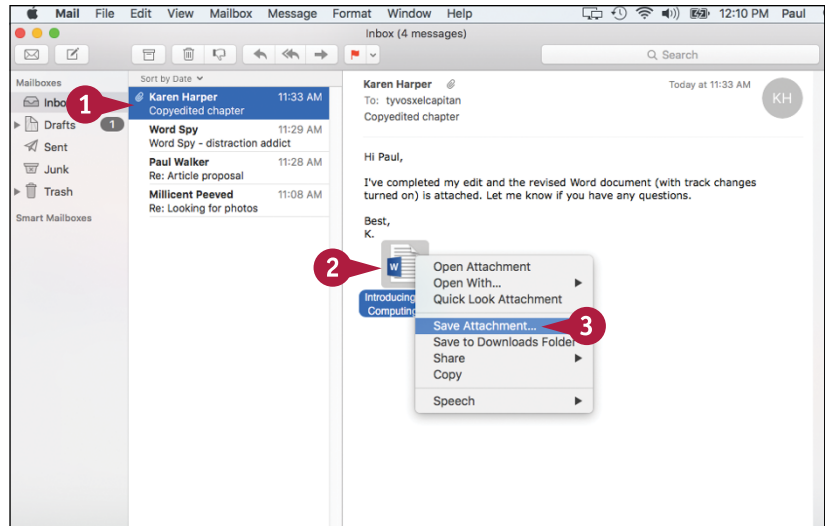 Mail File Edit View Mailbox Message Format Window Help 12:10 PM Paul
Inbox (4 messages)
Search
Mailboxes
Inbo
Drafts 1
Sent
Junk
Trash
Smart Mailboxes
Sort by Date
1
Karen Harper 11:33 AM
Copyedited chapter
Word Spy 11:29 AM
Word Spy - distraction addict
Paul Walker 11:28 AM
Re: Article proposal
Millicent Peeved 11:08 AM
Re: Looking for photos
Karen Harper Today at 11:33 AM
KH
To: tyvosxelcapitan
Copyedited chapter
Hi Paul,
I've completed my edit and the revised Word document (with track changes
turned on) is attached. Let me know if you have any questions.
Best,
K.
2
W
Introducing
Computing
Open Attachment
Open With...
Quick Look Attachment
Save Attachment... 3
Save to Downloads Folder
Share
Copy
Speech